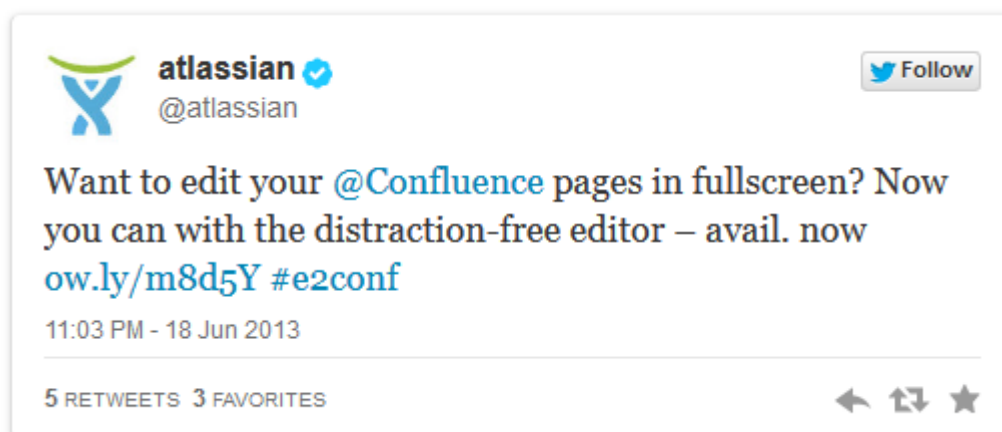 atlassian
@atlassian
Follow
Want to edit your @Confluence pages in fullscreen? Now
you can with the distraction-free editor – avail. now
ow.ly/m8d5Y #e2conf
11:03 PM - 18 Jun 2013
5 RETWEETS 3 FAVORITES